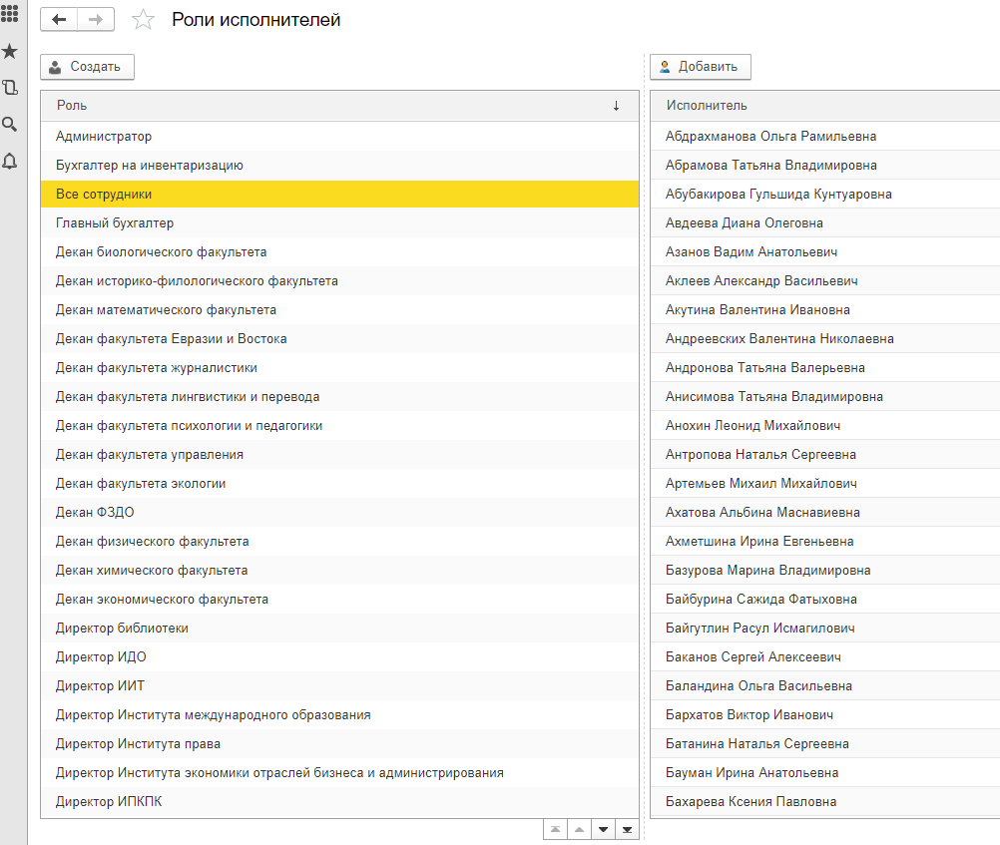 Роли исполнителей
Создать
Роль
Администратор
Бухгалтер на инвентаризацию
Все сотрудники
Главный бухгалтер
Декан биологического факультета
Декан историко-филологического факультета
Декан математического факультета
Декан факультета Евразии и Востока
Декан факультета журналистики
Декан факультета лингвистики и перевода
Декан факультета психологии и педагогики
Декан факультета управления
Декан факультета экологии
Декан ФЗДО
Декан физического факультета
Декан химического факультета
Декан экономического факультета
Директор библиотеки
Директор ИДО
Директор ИИТ
Директор Института международного образования
Директор Института права
Директор Института экономики отраслей бизнеса и администрирования
Директор ИПКПК
Добавить
Исполнитель
Абдрахманова Ольга Рамильевна
Абрамова Татьяна Владимировна
Абубакирова Гульшида Кунтуаровна
Авдеева Диана Олеговна
Азанов Вадим Анатольевич
Аклеев Александр Васильевич
Акутина Валентина Ивановна
Андреевских Валентина Николаевна
Андронова Татьяна Валерьевна
Анисимова Татьяна Владимировна
Анохин Леонид Михайлович
Антропова Наталья Сергеевна
Артемьев Михаил Михайлович
Ахатова Альбина Маснавиевна
Ахметшина Ирина Евгеньевна
Базурова Марина Владимировна
Байбурина Сажида Фатыховна
Байгутлин Расул Исмагилович
Баканов Сергей Алексеевич
Баландина Ольга Васильевна
Бархатов Виктор Иванович
Батанина Наталья Сергеевна
Бауман Ирина Анатольевна
Бахарева Ксения Павловна